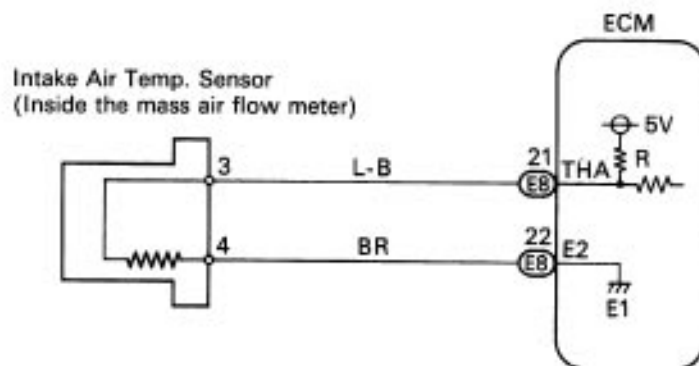 ECM
Intake Air Temp. Sensor
(Inside the mass air flow meter)
5V
R
3
L-B
21
E8
THA
4
BR
22
E8
E2
E1